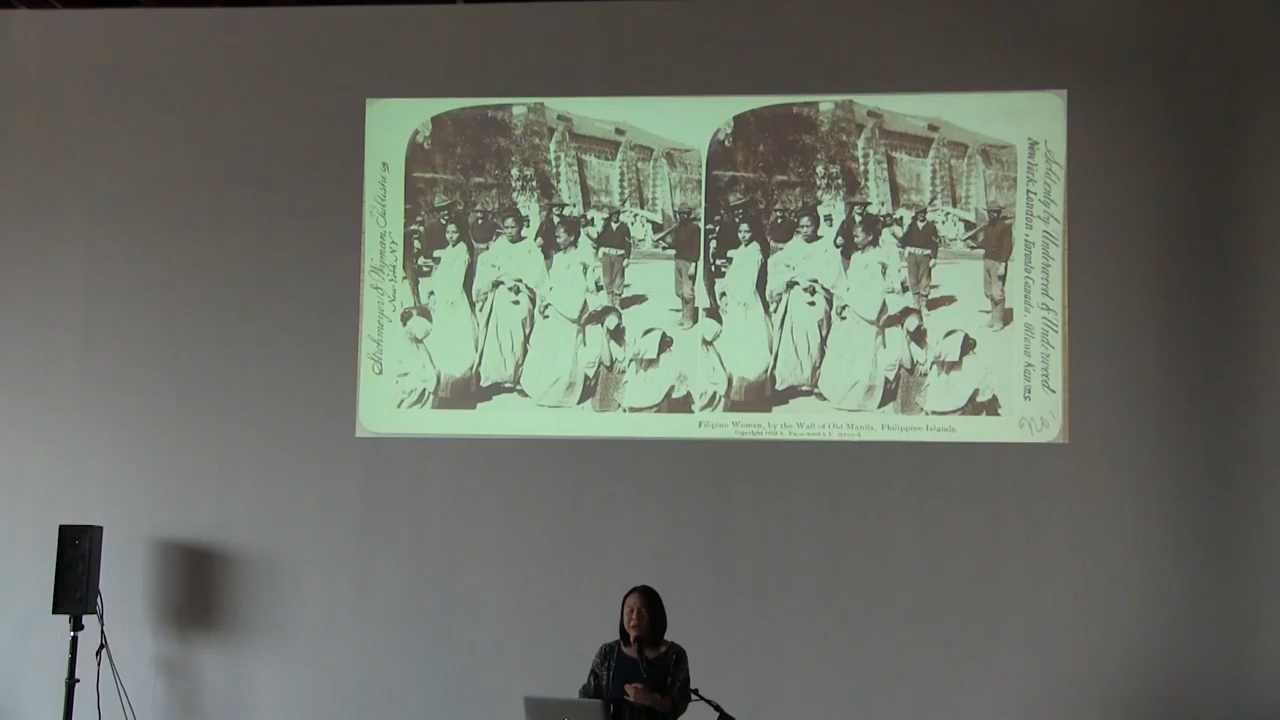 Strohmeyer & Wyman, Publishers
New York, N.Y.
Filipino Women, by the Wall of Old Manila, Philippine Islands.
Copyright
Sold only by Underwood & Underwood
New York, London, Toronto Canada, Ottawa Kansas